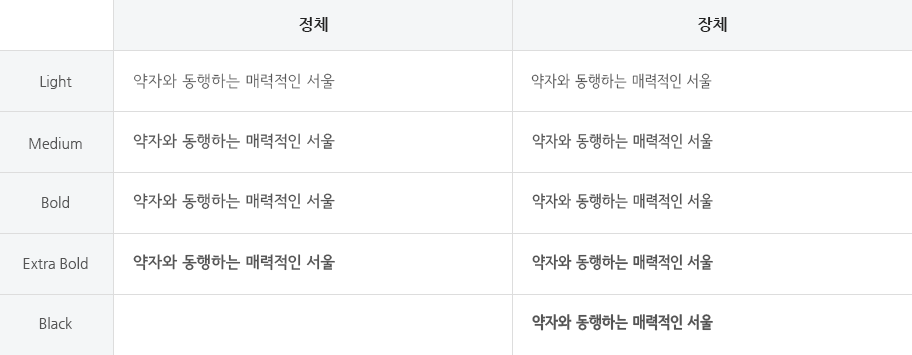 정체 장체
Light 약자와 동행하는 매력적인 서울 약자와 동행하는 매력적인 서울
Medium 약자와 동행하는 매력적인 서울 약자와 동행하는 매력적인 서울
Bold 약자와 동행하는 매력적인 서울 약자와 동행하는 매력적인 서울
Extra Bold 약자와 동행하는 매력적인 서울 약자와 동행하는 매력적인 서울
Black 약자와 동행하는 매력적인 서울